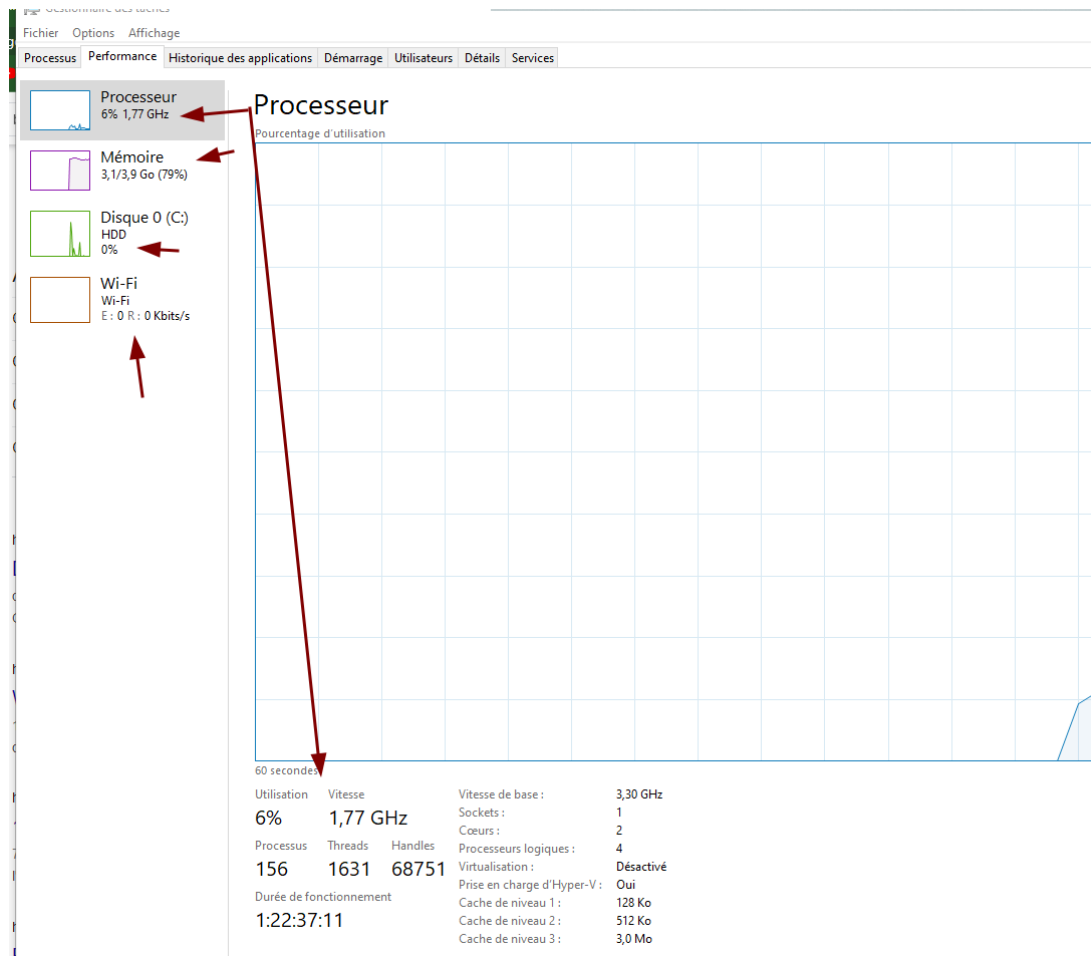 Gestionnaire des tâches
Fichier Options Affichage
Processus Performance Historique des applications Démarrage Utilisateurs Détails Services
Processeur
6% 1,77 GHz
Mémoire
3,1/3,9 Go (79%)
Disque 0 (C:)
HDD
0%
Wi-Fi
Wi-Fi
E : 0 R : 0 Kbits/s
Processeur
Pourcentage d'utilisation
60 secondes
Utilisation Vitesse
6% 1,77 GHz
Processus Threads Handles
156 1631 68751
Durée de fonctionnement
1:22:37:11
Vitesse de base : 3,30 GHz
Sockets : 1
Cœurs : 2
Processeurs logiques : 4
Virtualisation : Désactivé
Prise en charge d'Hyper-V : Oui
Cache de niveau 1 : 128 Ko
Cache de niveau 2 : 512 Ko
Cache de niveau 3 : 3,0 Mo